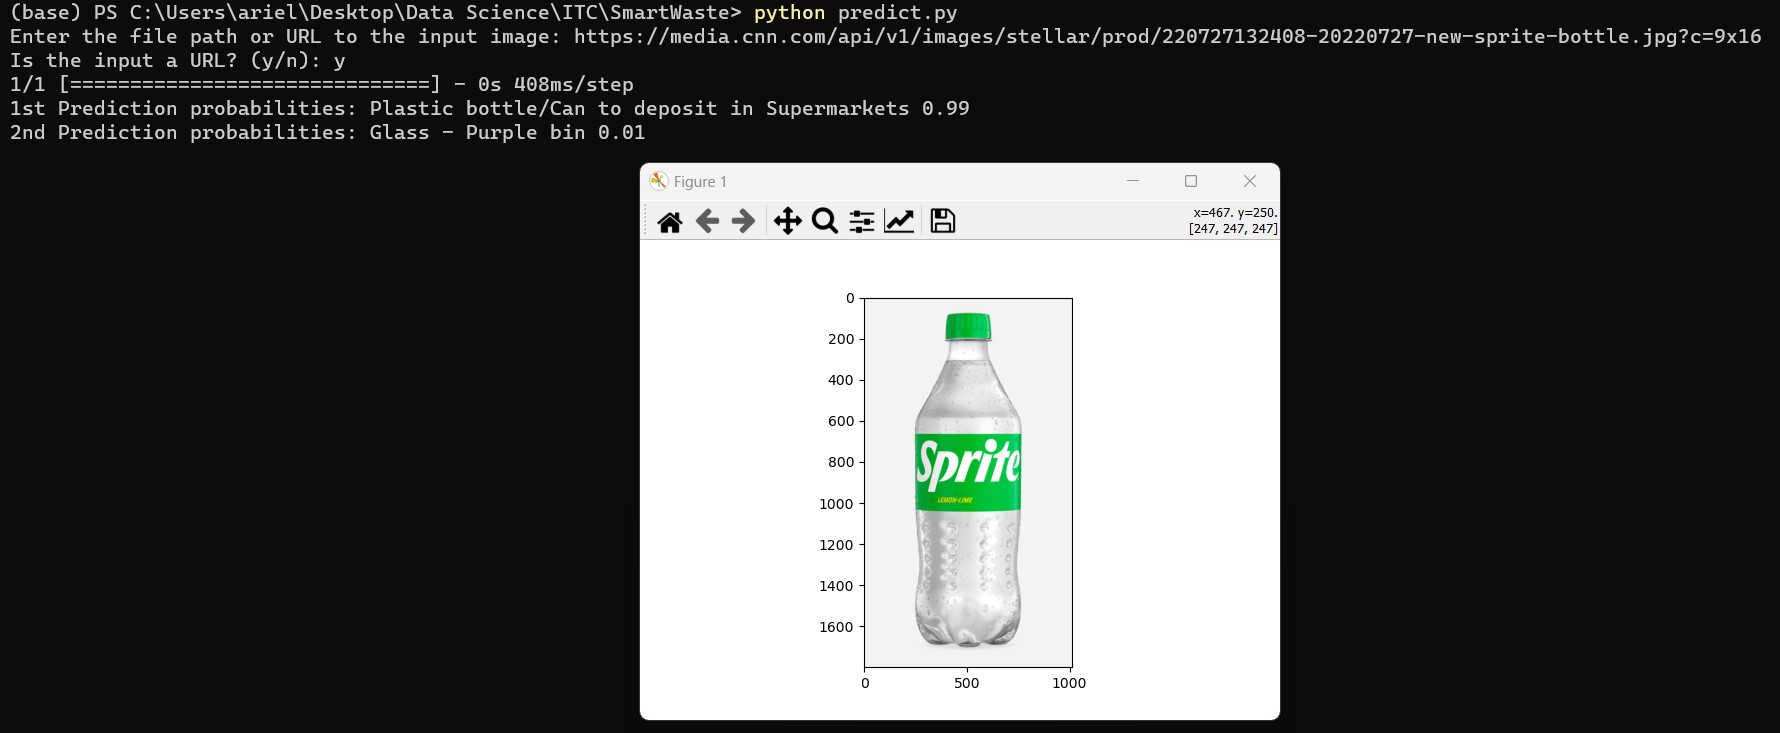 (base) PS C:\Users\ariel\Desktop\Data Science\ITC\SmartWaste> python predict.py
Enter the file path or URL to the input image: https://media.cnn.com/api/v1/images/stellar/prod/220727132408-20220727-new-sprite-bottle.jpg?c=9x16
Is the input a URL? (y/n): y
1/1 [==============================] - 0s 408ms/step
1st Prediction probabilities: Plastic bottle/Can to deposit in Supermarkets 0.99
2nd Prediction probabilities: Glass - Purple bin 0.01
Figure 1
x=467. y=250.
[247, 247, 247]
0
200
400
600
800
1000
1200
1400
1600
Sprite
LEMON-LIME
0 500 1000